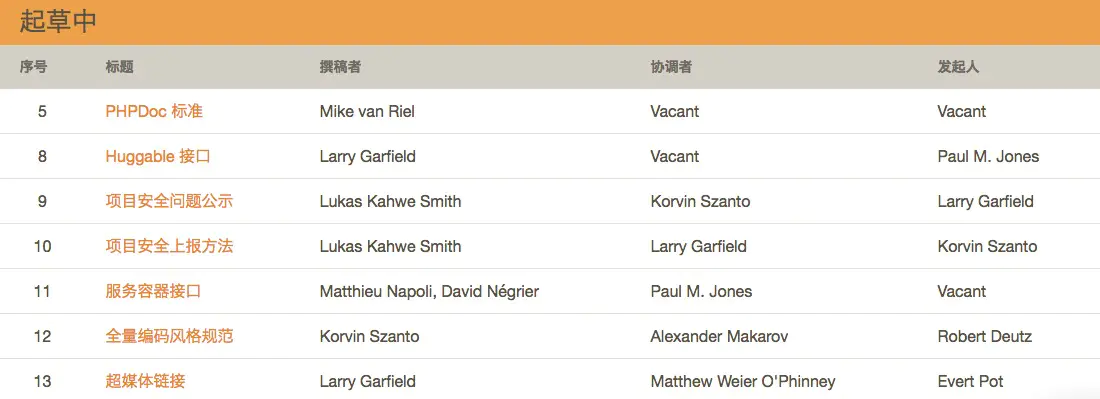 起草中
序号 标题 撰稿者 协调者 发起人
5 PHPDoc 标准 Mike van Riel Vacant Vacant
8 Huggable 接口 Larry Garfield Vacant Paul M. Jones
9 项目安全问题公示 Lukas Kahwe Smith Korvin Szanto Larry Garfield
10 项目安全上报方法 Lukas Kahwe Smith Larry Garfield Korvin Szanto
11 服务容器接口 Matthieu Napoli, David Négrier Paul M. Jones Vacant
12 全量编码风格规范 Korvin Szanto Alexander Makarov Robert Deutz
13 超媒体链接 Larry Garfield Matthew Weier O'Phinney Evert Pot